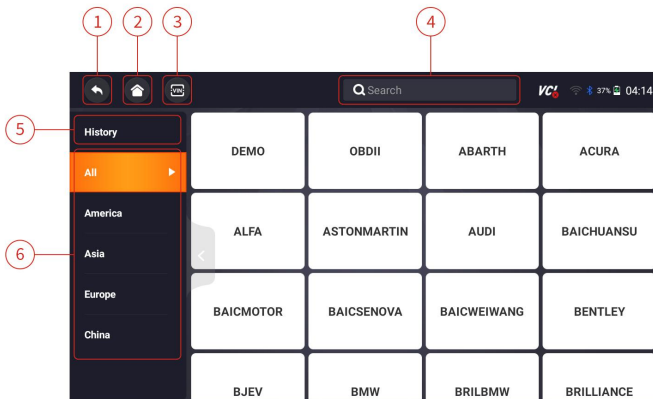 1 2 3 4
VIN Search VCI 37% 04:14
5 History
DEMO OBDII ABARTH ACURA
All
America
ALFA ASTONMARTIN AUDI BAICHUANSU
6 Asia
Europe
BAICMOTOR BAICSENOVA BAICWEIWANG BENTLEY
China
BJEV BMW BRILBMW BRILLIANCE